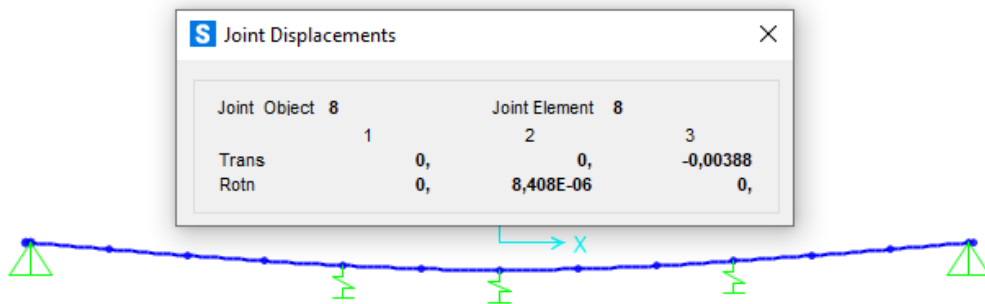 S Joint Displacements
Joint Object 8 Joint Element 8
1 2 3
Trans 0, 0, -0,00388
Rotn 0, 8,408E-06 0,
X